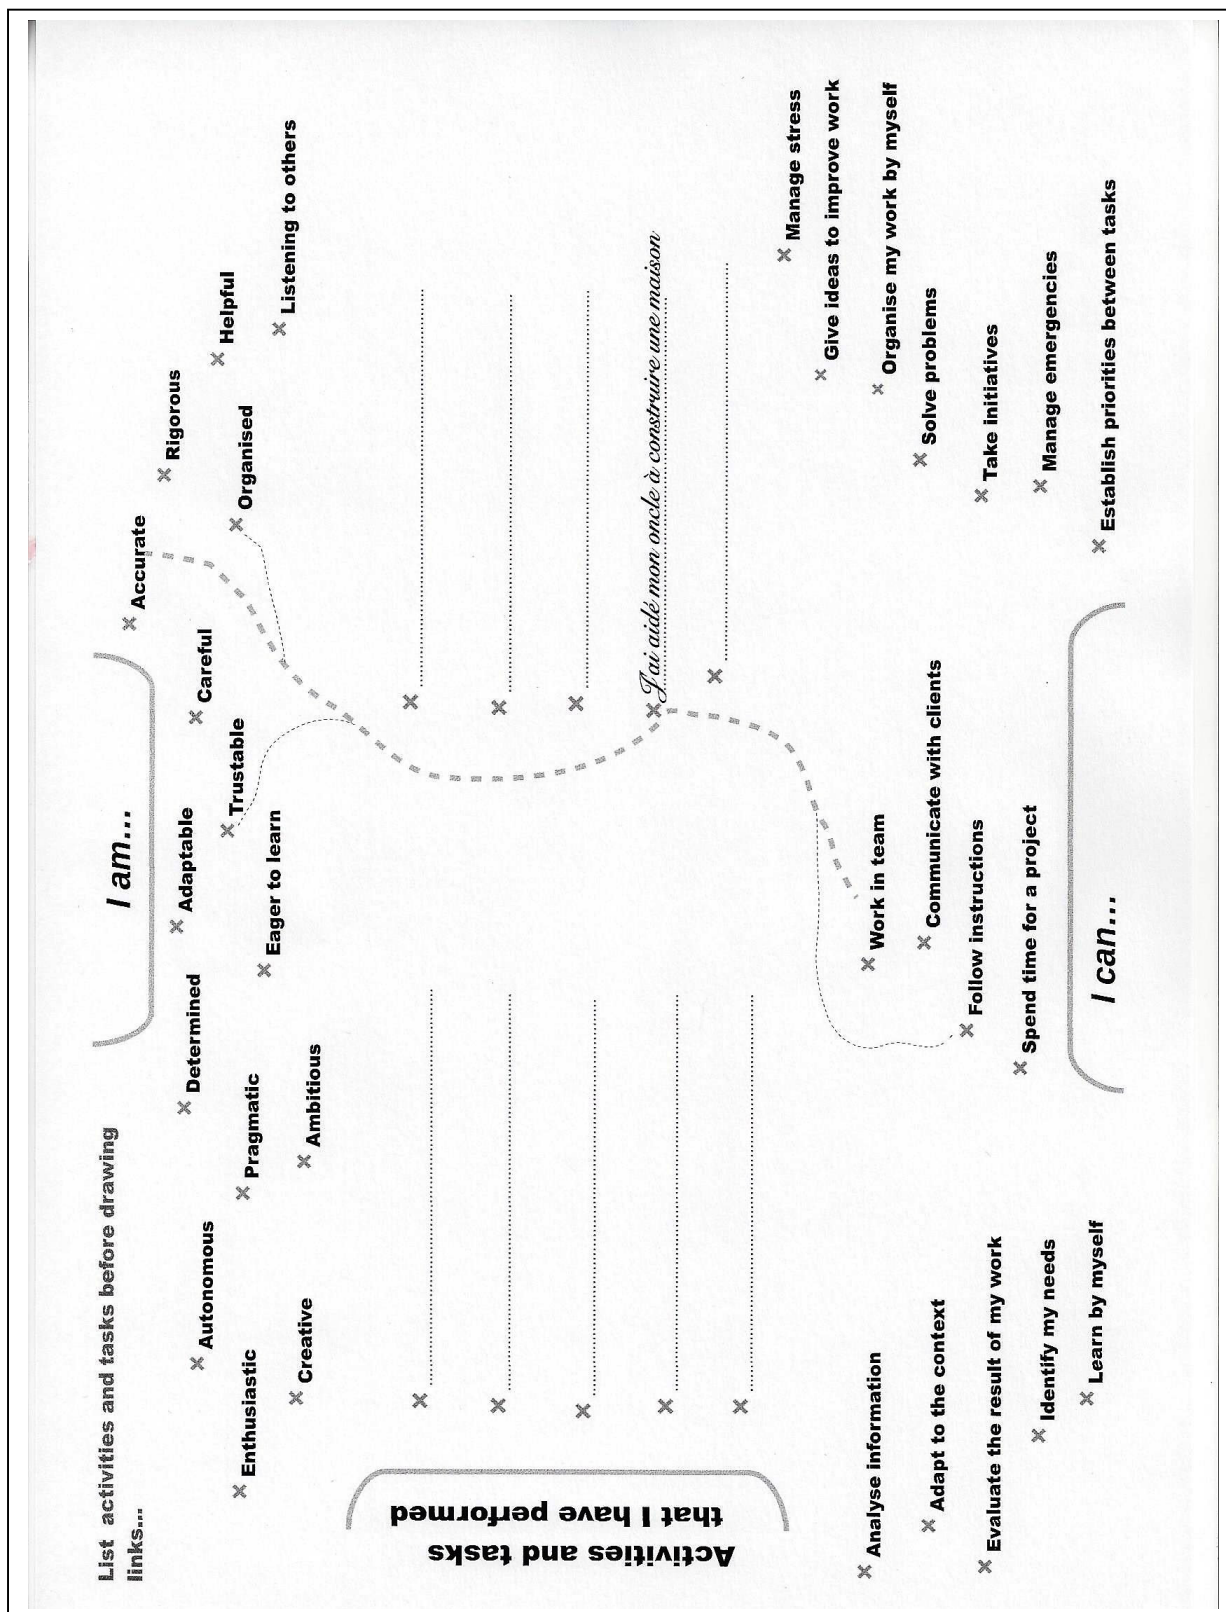 List activities and tasks before drawing
links...
I am...
× Accurate
× Rigorous
× Determined
× Adaptable
× Careful
× Autonomous
× Helpful
× Trustable
× Organised
× Enthusiastic
× Pragmatic
× Eager to learn
× Listening to others
× Creative
× Ambitious
Activities and tasks
that I have performed
× ............
× ............
× ............
× ............
× ............
× ............
× ............
× ............
× J'ai aidé mon oncle à construire une maison
× ............
× Manage stress
× Give ideas to improve work
× Analyse information
× Work in team
× Organise my work by myself
× Adapt to the context
× Communicate with clients
× Solve problems
× Evaluate the result of my work
× Follow instructions
× Take initiatives
× Identify my needs
× Spend time for a project
× Manage emergencies
× Learn by myself
I can...
× Establish priorities between tasks